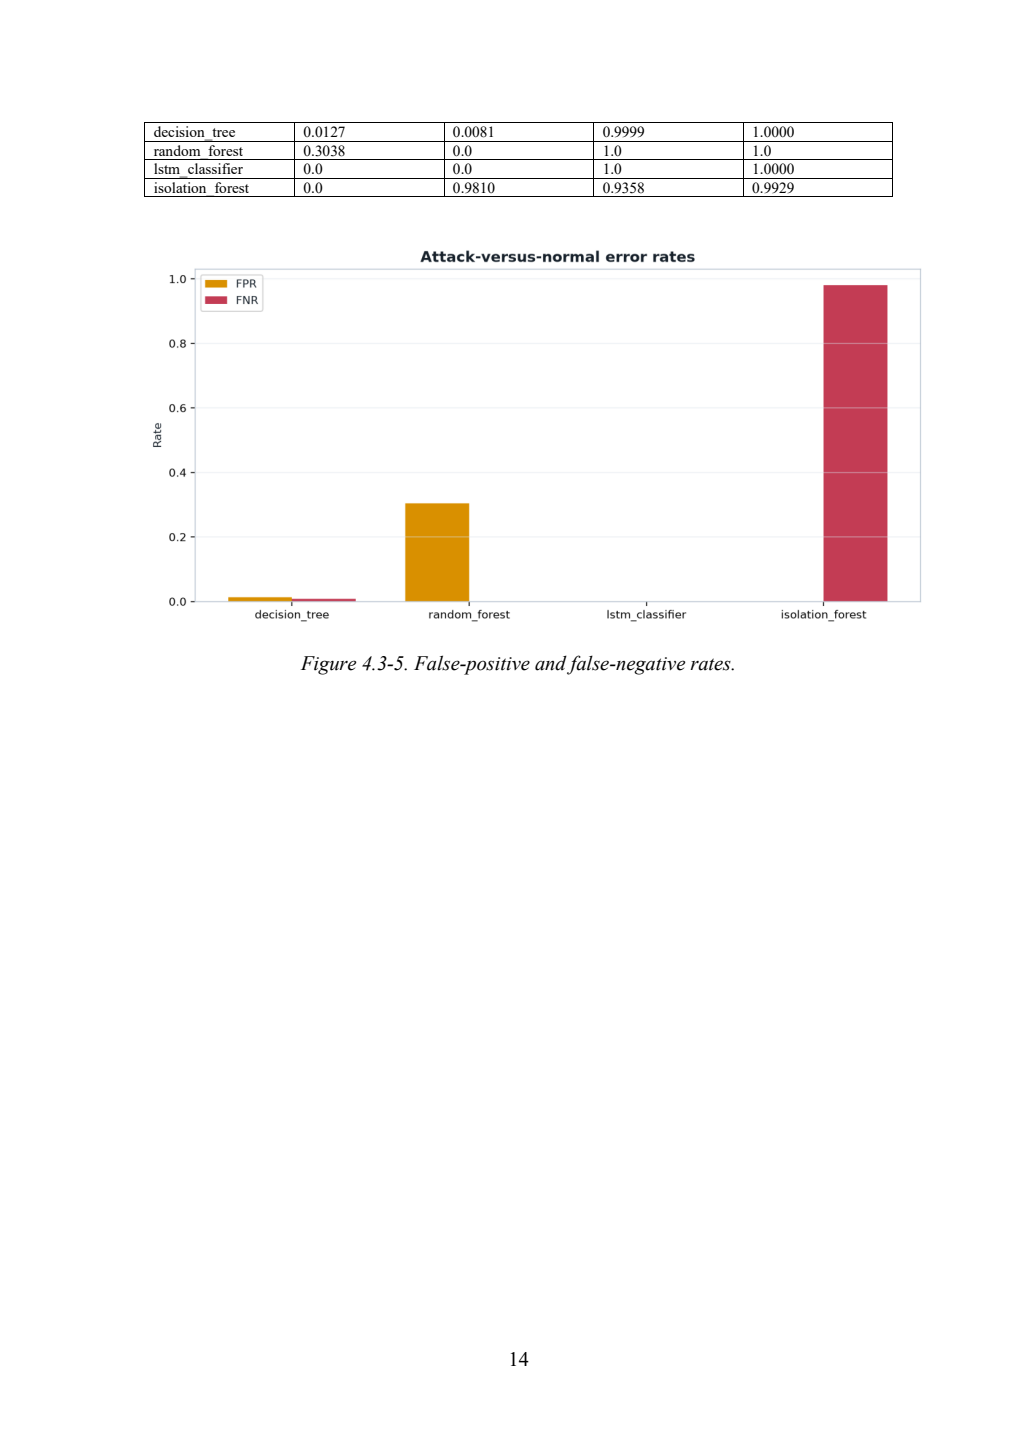 decision_tree 0.0127 0.0081 0.9999 1.0000
random_forest 0.3038 0.0 1.0 1.0
lstm_classifier 0.0 0.0 1.0 1.0000
isolation_forest 0.0 0.9810 0.9358 0.9929
Attack-versus-normal error rates
FPR
FNR
1.0
0.8
0.6
0.4
0.2
0.0
Rate
decision_tree random_forest lstm_classifier isolation_forest
Figure 4.3-5. False-positive and false-negative rates.
14